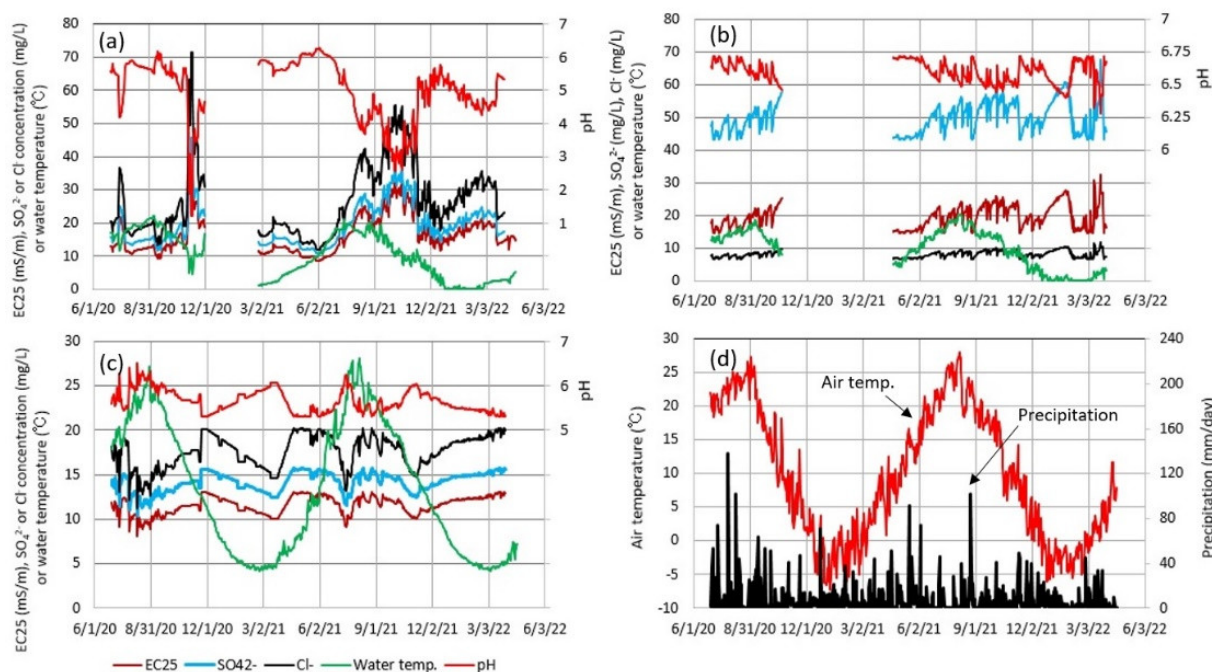 (a)
80
70
60
50
40
30
20
10
0
7
6
5
4
3
2
1
EC25 (mS/m), SO₄²⁻ or Cl⁻ concentration (mg/L)
or water temperature (℃)
pH
6/1/20 8/31/20 12/1/20 3/2/21 6/2/21 9/1/21 12/2/21 3/3/22 6/3/22
(b)
80
70
60
50
40
30
20
10
0
7
6.75
6.5
6.25
6
EC25 (mS/m), SO₄²⁻ (mg/L), Cl⁻ (mg/L)
or water temperature (℃)
pH
6/1/20 8/31/20 12/1/20 3/2/21 6/2/21 9/1/21 12/2/21 3/3/22 6/3/22
(c)
30
25
20
15
10
5
0
7
6
5
EC25 (mS/m), SO₄²⁻ or Cl⁻ concentration (mg/L)
or water temperature (℃)
pH
6/1/20 8/31/20 12/1/20 3/2/21 6/2/21 9/1/21 12/2/21 3/3/22 6/3/22
(d)
30
25
20
15
10
5
0
-5
-10
240
200
160
120
80
40
0
Air temperature (℃)
Precipitation (mm/day)
Air temp.
Precipitation
6/1/20 8/31/20 12/1/20 3/2/21 6/2/21 9/1/21 12/2/21 3/3/22 6/3/22
EC25 SO42- Cl- Water temp. pH